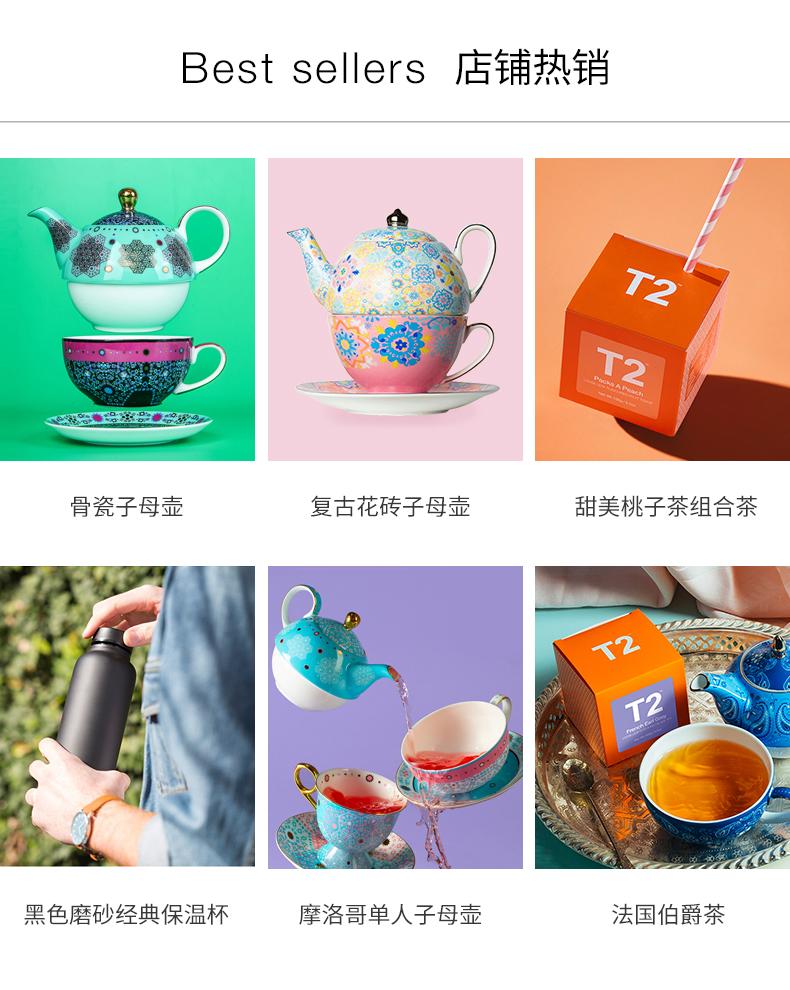 Best sellers 店铺热销
T2
T2
Packs A Peach
骨瓷子母壶
复古花砖子母壶
甜美桃子茶组合茶
T2
T2
French Earl Grey
黑色磨砂经典保温杯
摩洛哥单人子母壶
法国伯爵茶